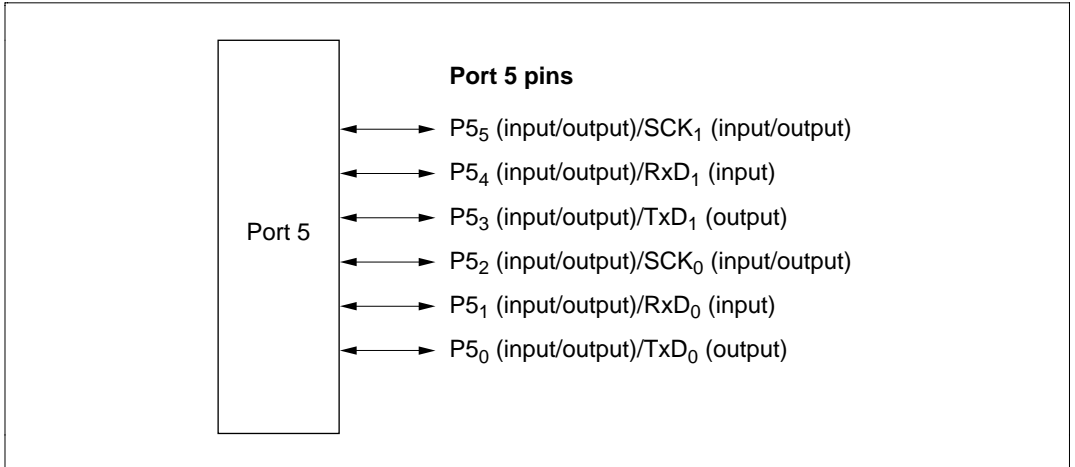 Port 5 pins
P5₅ (input/output)/SCK₁ (input/output)
P5₄ (input/output)/RxD₁ (input)
P5₃ (input/output)/TxD₁ (output)
Port 5
P5₂ (input/output)/SCK₀ (input/output)
P5₁ (input/output)/RxD₀ (input)
P5₀ (input/output)/TxD₀ (output)